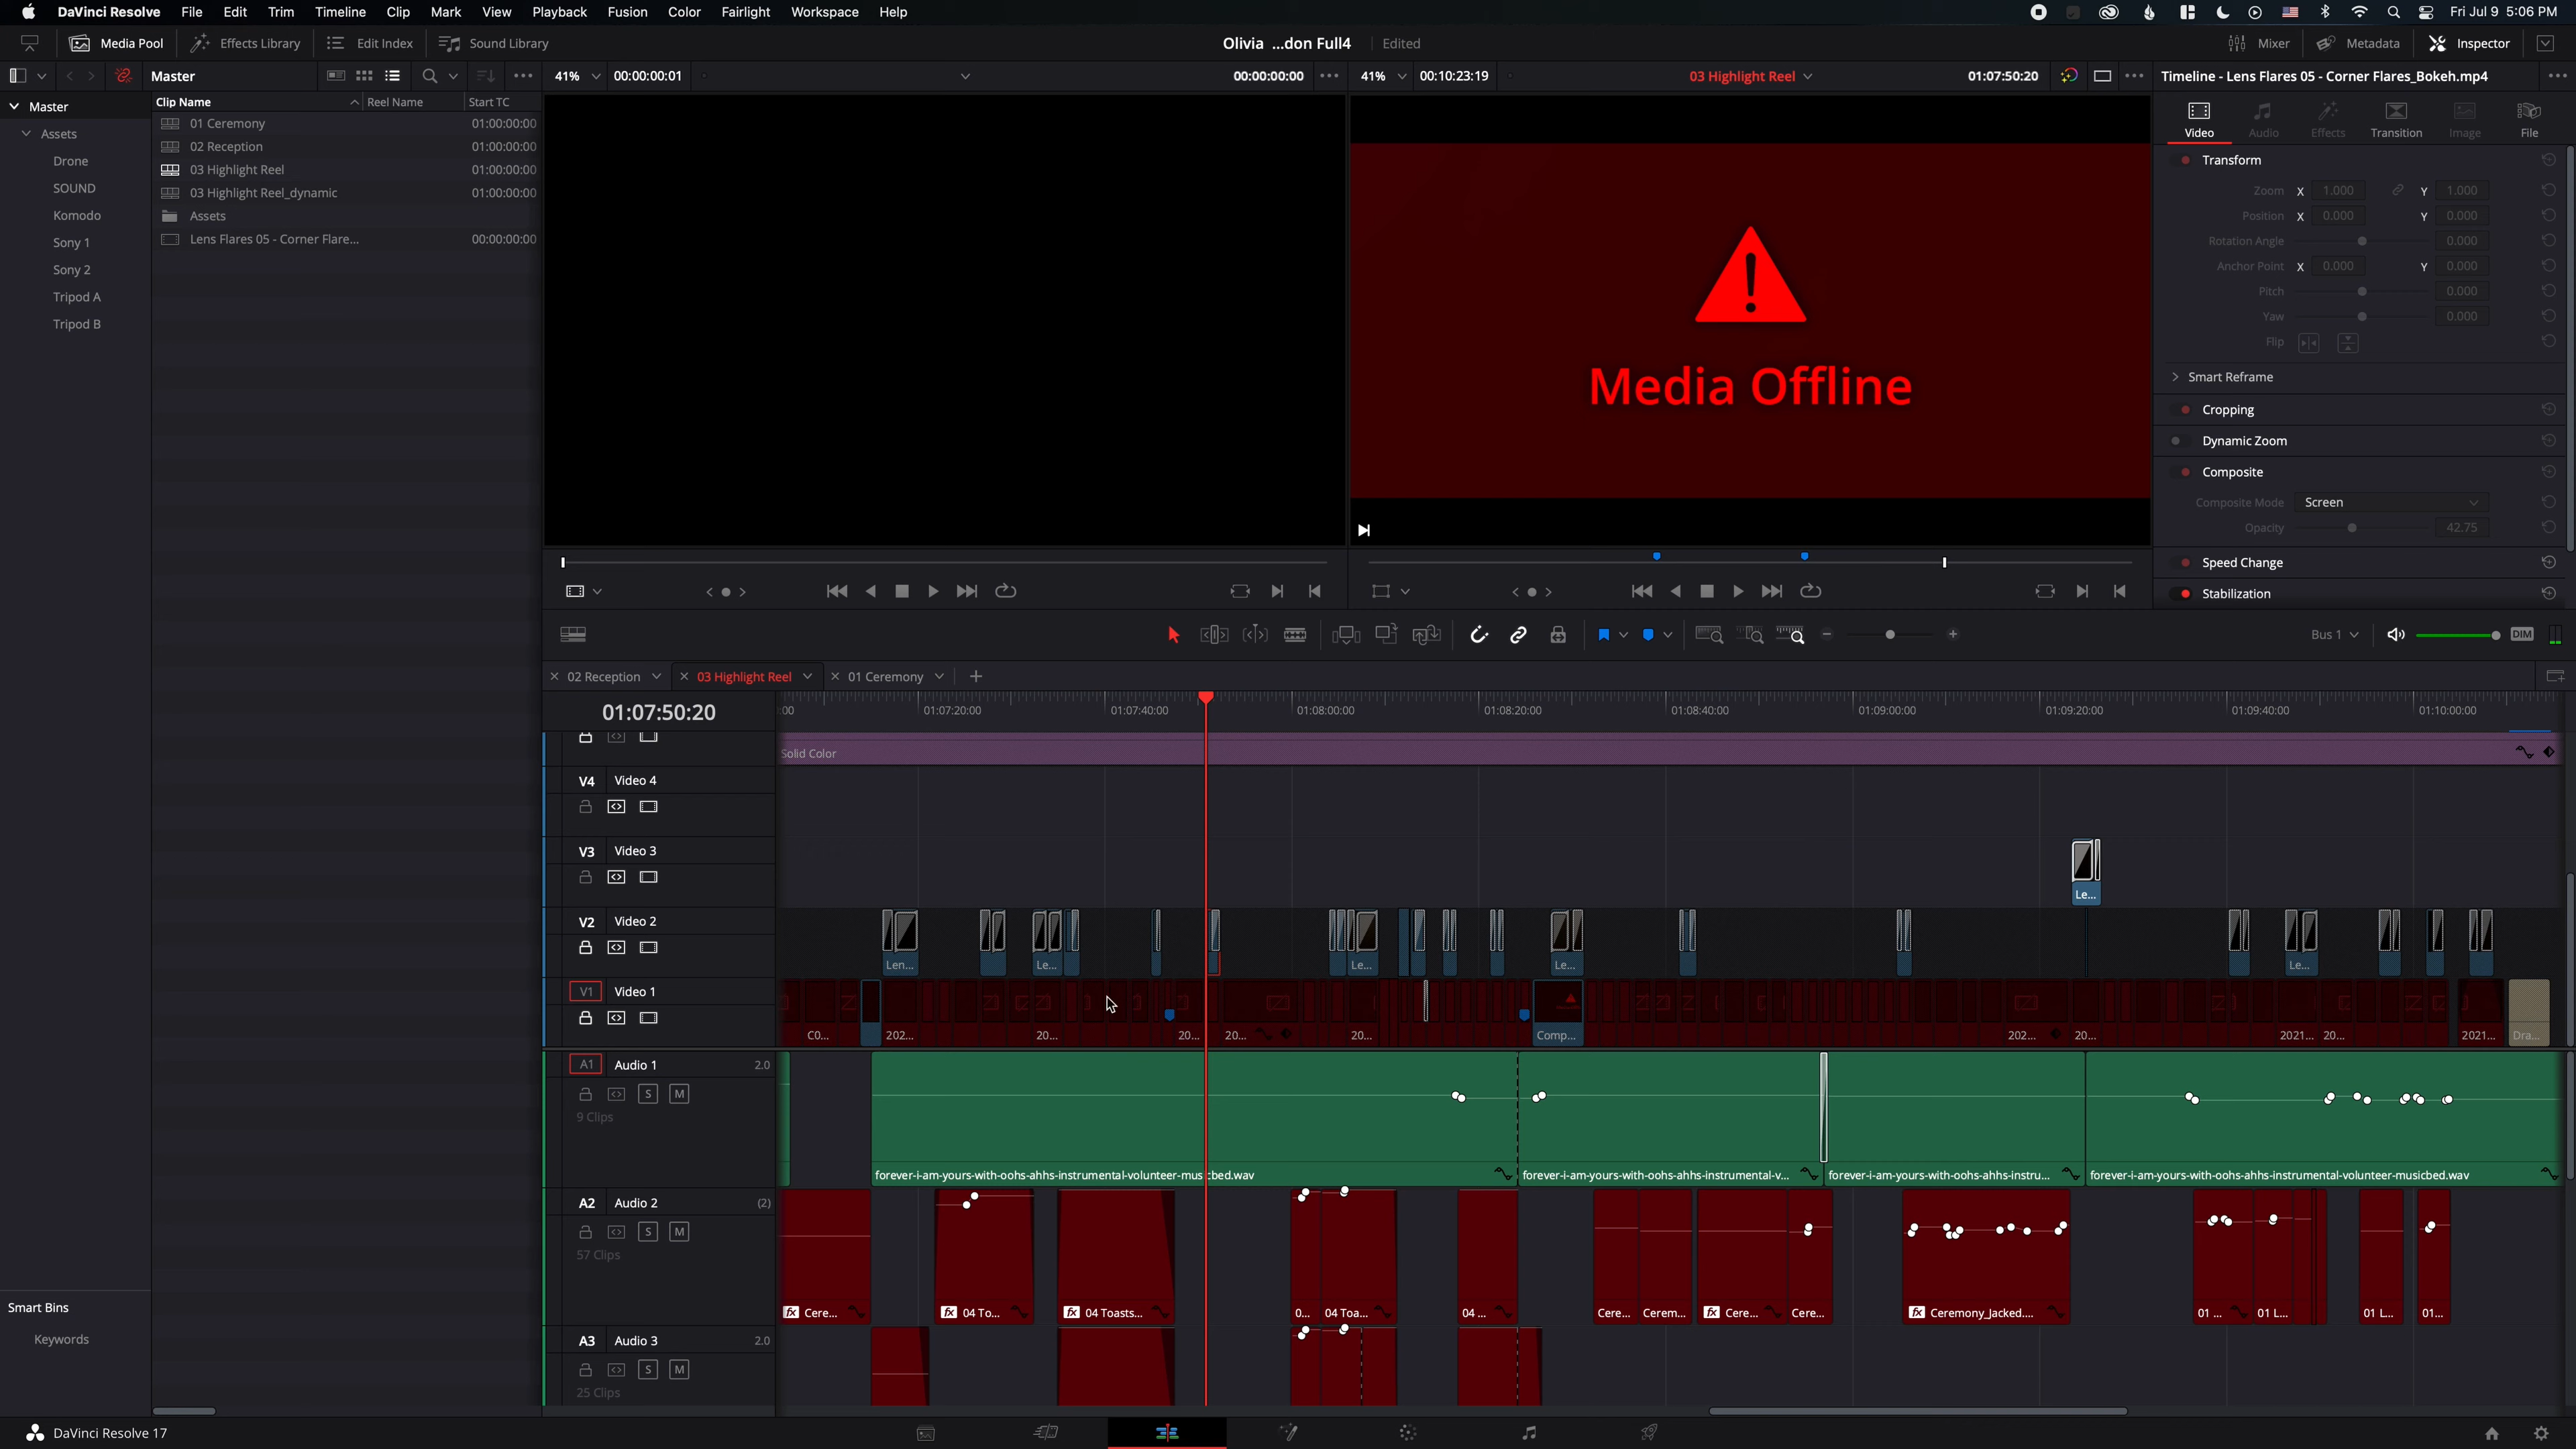 DaVinci Resolve File Edit Trim Timeline Clip Mark View Playback Fusion Color Fairlight Workspace Help Fri Jul 9 5:06 PM
Media Pool Effects Library Edit Index Sound Library Olivia ...don Full4 Edited Mixer Metadata Inspector
Master 41% 00:00:00:01 00:00:00:00 41% 00:10:23:19 03 Highlight Reel 01:07:50:20 Timeline - Lens Flares 05 - Corner Flares_Bokeh.mp4
Master
Assets
Drone
SOUND
Komodo
Sony 1
Sony 2
Tripod A
Tripod B
Smart Bins
Keywords
Clip Name Reel Name Start TC
01 Ceremony 01:00:00:00
02 Reception 01:00:00:00
03 Highlight Reel 01:00:00:00
03 Highlight Reel_dynamic 01:00:00:00
Assets
Lens Flares 05 - Corner Flare... 00:00:00:00
Media Offline
Video Audio Effects Transition Image File
Transform
Zoom X 1.000 Y 1.000
Position X 0.000 Y 0.000
Rotation Angle 0.000
Anchor Point X 0.000 Y 0.000
Pitch 0.000
Yaw 0.000
Flip
Smart Reframe
Cropping
Dynamic Zoom
Composite
Composite Mode Screen
Opacity 42.75
Speed Change
Stabilization
Bus 1 DIM
02 Reception 03 Highlight Reel 01 Ceremony
01:07:50:20 :00 01:07:20:00 01:07:40:00 01:08:00:00 01:08:20:00 01:08:40:00 01:09:00:00 01:09:20:00 01:09:40:00 01:10:00:00
Solid Color
V4 Video 4
V3 Video 3
Le...
V2 Video 2
Len... Le... Le... Le... Le...
V1 Video 1
C0... 202... 20... 20... 20... 20... Comp... 202... 20... 2021... 20... 2021... Dra...
A1 Audio 1 2.0
S M
9 Clips
forever-i-am-yours-with-oohs-ahhs-instrumental-volunteer-musicbed.wav forever-i-am-yours-with-oohs-ahhs-instrumental-v... forever-i-am-yours-with-oohs-ahhs-instru... forever-i-am-yours-with-oohs-ahhs-instrumental-volunteer-musicbed.wav
A2 Audio 2 (2)
S M
57 Clips
fx Cere... fx 04 To... fx 04 Toasts... 0... 04 Toa... 04 ... Cere... Cerem... fx Cere... Cere... fx Ceremony_Jacked.... 01 ... 01 L... 01 L... 01...
A3 Audio 3 2.0
S M
25 Clips
DaVinci Resolve 17